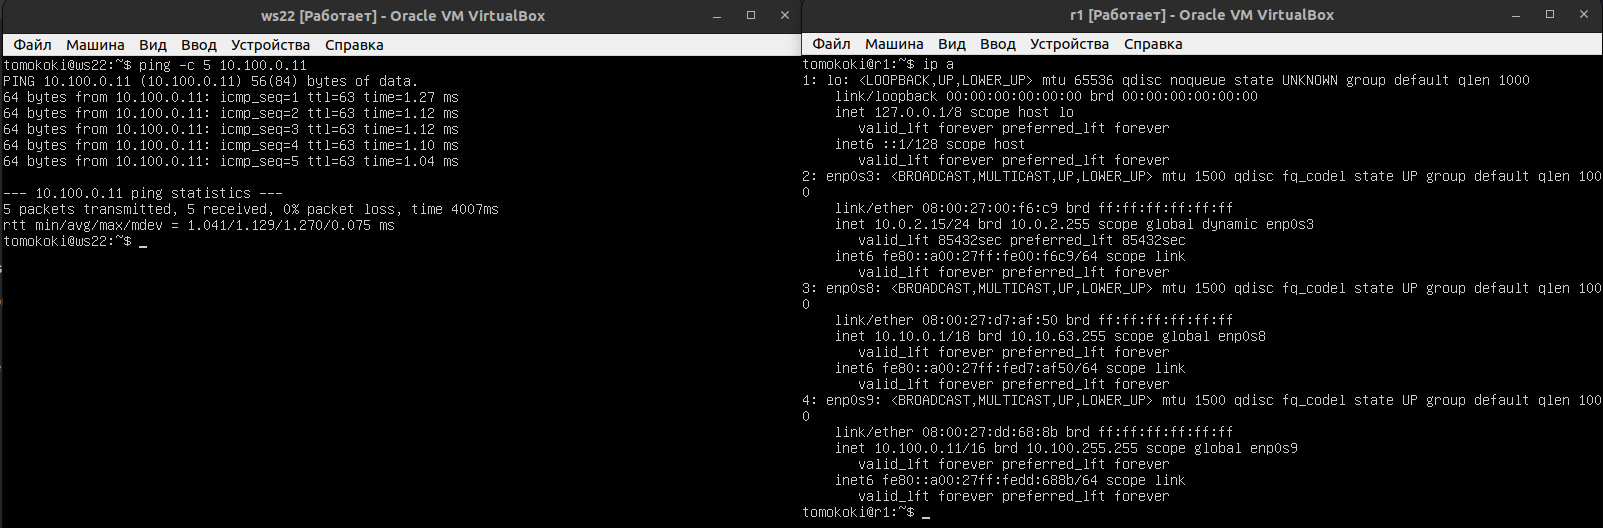 ws22 [Работает] - Oracle VM VirtualBox
Файл Машина Вид Ввод Устройства Справка
tomokoki@ws22:~$ ping -c 5 10.100.0.11
PING 10.100.0.11 (10.100.0.11) 56(84) bytes of data.
64 bytes from 10.100.0.11: icmp_seq=1 ttl=63 time=1.27 ms
64 bytes from 10.100.0.11: icmp_seq=2 ttl=63 time=1.12 ms
64 bytes from 10.100.0.11: icmp_seq=3 ttl=63 time=1.12 ms
64 bytes from 10.100.0.11: icmp_seq=4 ttl=63 time=1.10 ms
64 bytes from 10.100.0.11: icmp_seq=5 ttl=63 time=1.04 ms
--- 10.100.0.11 ping statistics ---
5 packets transmitted, 5 received, 0% packet loss, time 4007ms
rtt min/avg/max/mdev = 1.041/1.129/1.270/0.075 ms
tomokoki@ws22:~$ _
r1 [Работает] - Oracle VM VirtualBox
Файл Машина Вид Ввод Устройства Справка
tomokoki@r1:~$ ip a
1: lo: <LOOPBACK,UP,LOWER_UP> mtu 65536 qdisc noqueue state UNKNOWN group default qlen 1000
link/loopback 00:00:00:00:00:00 brd 00:00:00:00:00:00
inet 127.0.0.1/8 scope host lo
valid_lft forever preferred_lft forever
inet6 ::1/128 scope host
valid_lft forever preferred_lft forever
2: enp0s3: <BROADCAST,MULTICAST,UP,LOWER_UP> mtu 1500 qdisc fq_codel state UP group default qlen 100
0
link/ether 08:00:27:00:f6:c9 brd ff:ff:ff:ff:ff:ff
inet 10.0.2.15/24 brd 10.0.2.255 scope global dynamic enp0s3
valid_lft 85432sec preferred_lft 85432sec
inet6 fe80::a00:27ff:fe00:f6c9/64 scope link
valid_lft forever preferred_lft forever
3: enp0s8: <BROADCAST,MULTICAST,UP,LOWER_UP> mtu 1500 qdisc fq_codel state UP group default qlen 100
0
link/ether 08:00:27:d7:af:50 brd ff:ff:ff:ff:ff:ff
inet 10.10.0.1/18 brd 10.10.63.255 scope global enp0s8
valid_lft forever preferred_lft forever
inet6 fe80::a00:27ff:fed7:af50/64 scope link
valid_lft forever preferred_lft forever
4: enp0s9: <BROADCAST,MULTICAST,UP,LOWER_UP> mtu 1500 qdisc fq_codel state UP group default qlen 100
0
link/ether 08:00:27:dd:68:8b brd ff:ff:ff:ff:ff:ff
inet 10.100.0.11/16 brd 10.100.255.255 scope global enp0s9
valid_lft forever preferred_lft forever
inet6 fe80::a00:27ff:fedd:688b/64 scope link
valid_lft forever preferred_lft forever
tomokoki@r1:~$ _